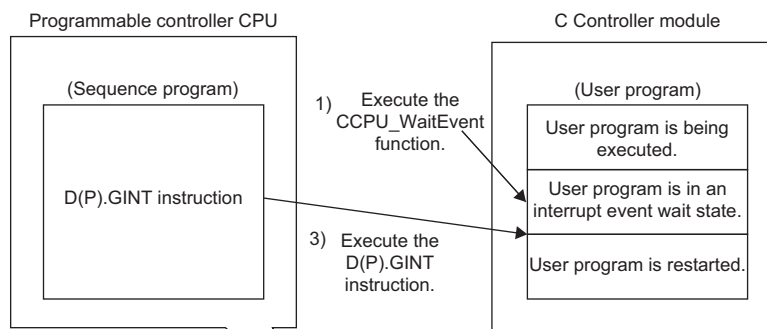 Programmable controller CPU
C Controller module
(Sequence program)
D(P).GINT instruction
1) Execute the
CCPU_WaitEvent
function.
3) Execute the
D(P).GINT
instruction.
(User program)
User program is being
executed.
User program is in an
interrupt event wait state.
User program is restarted.